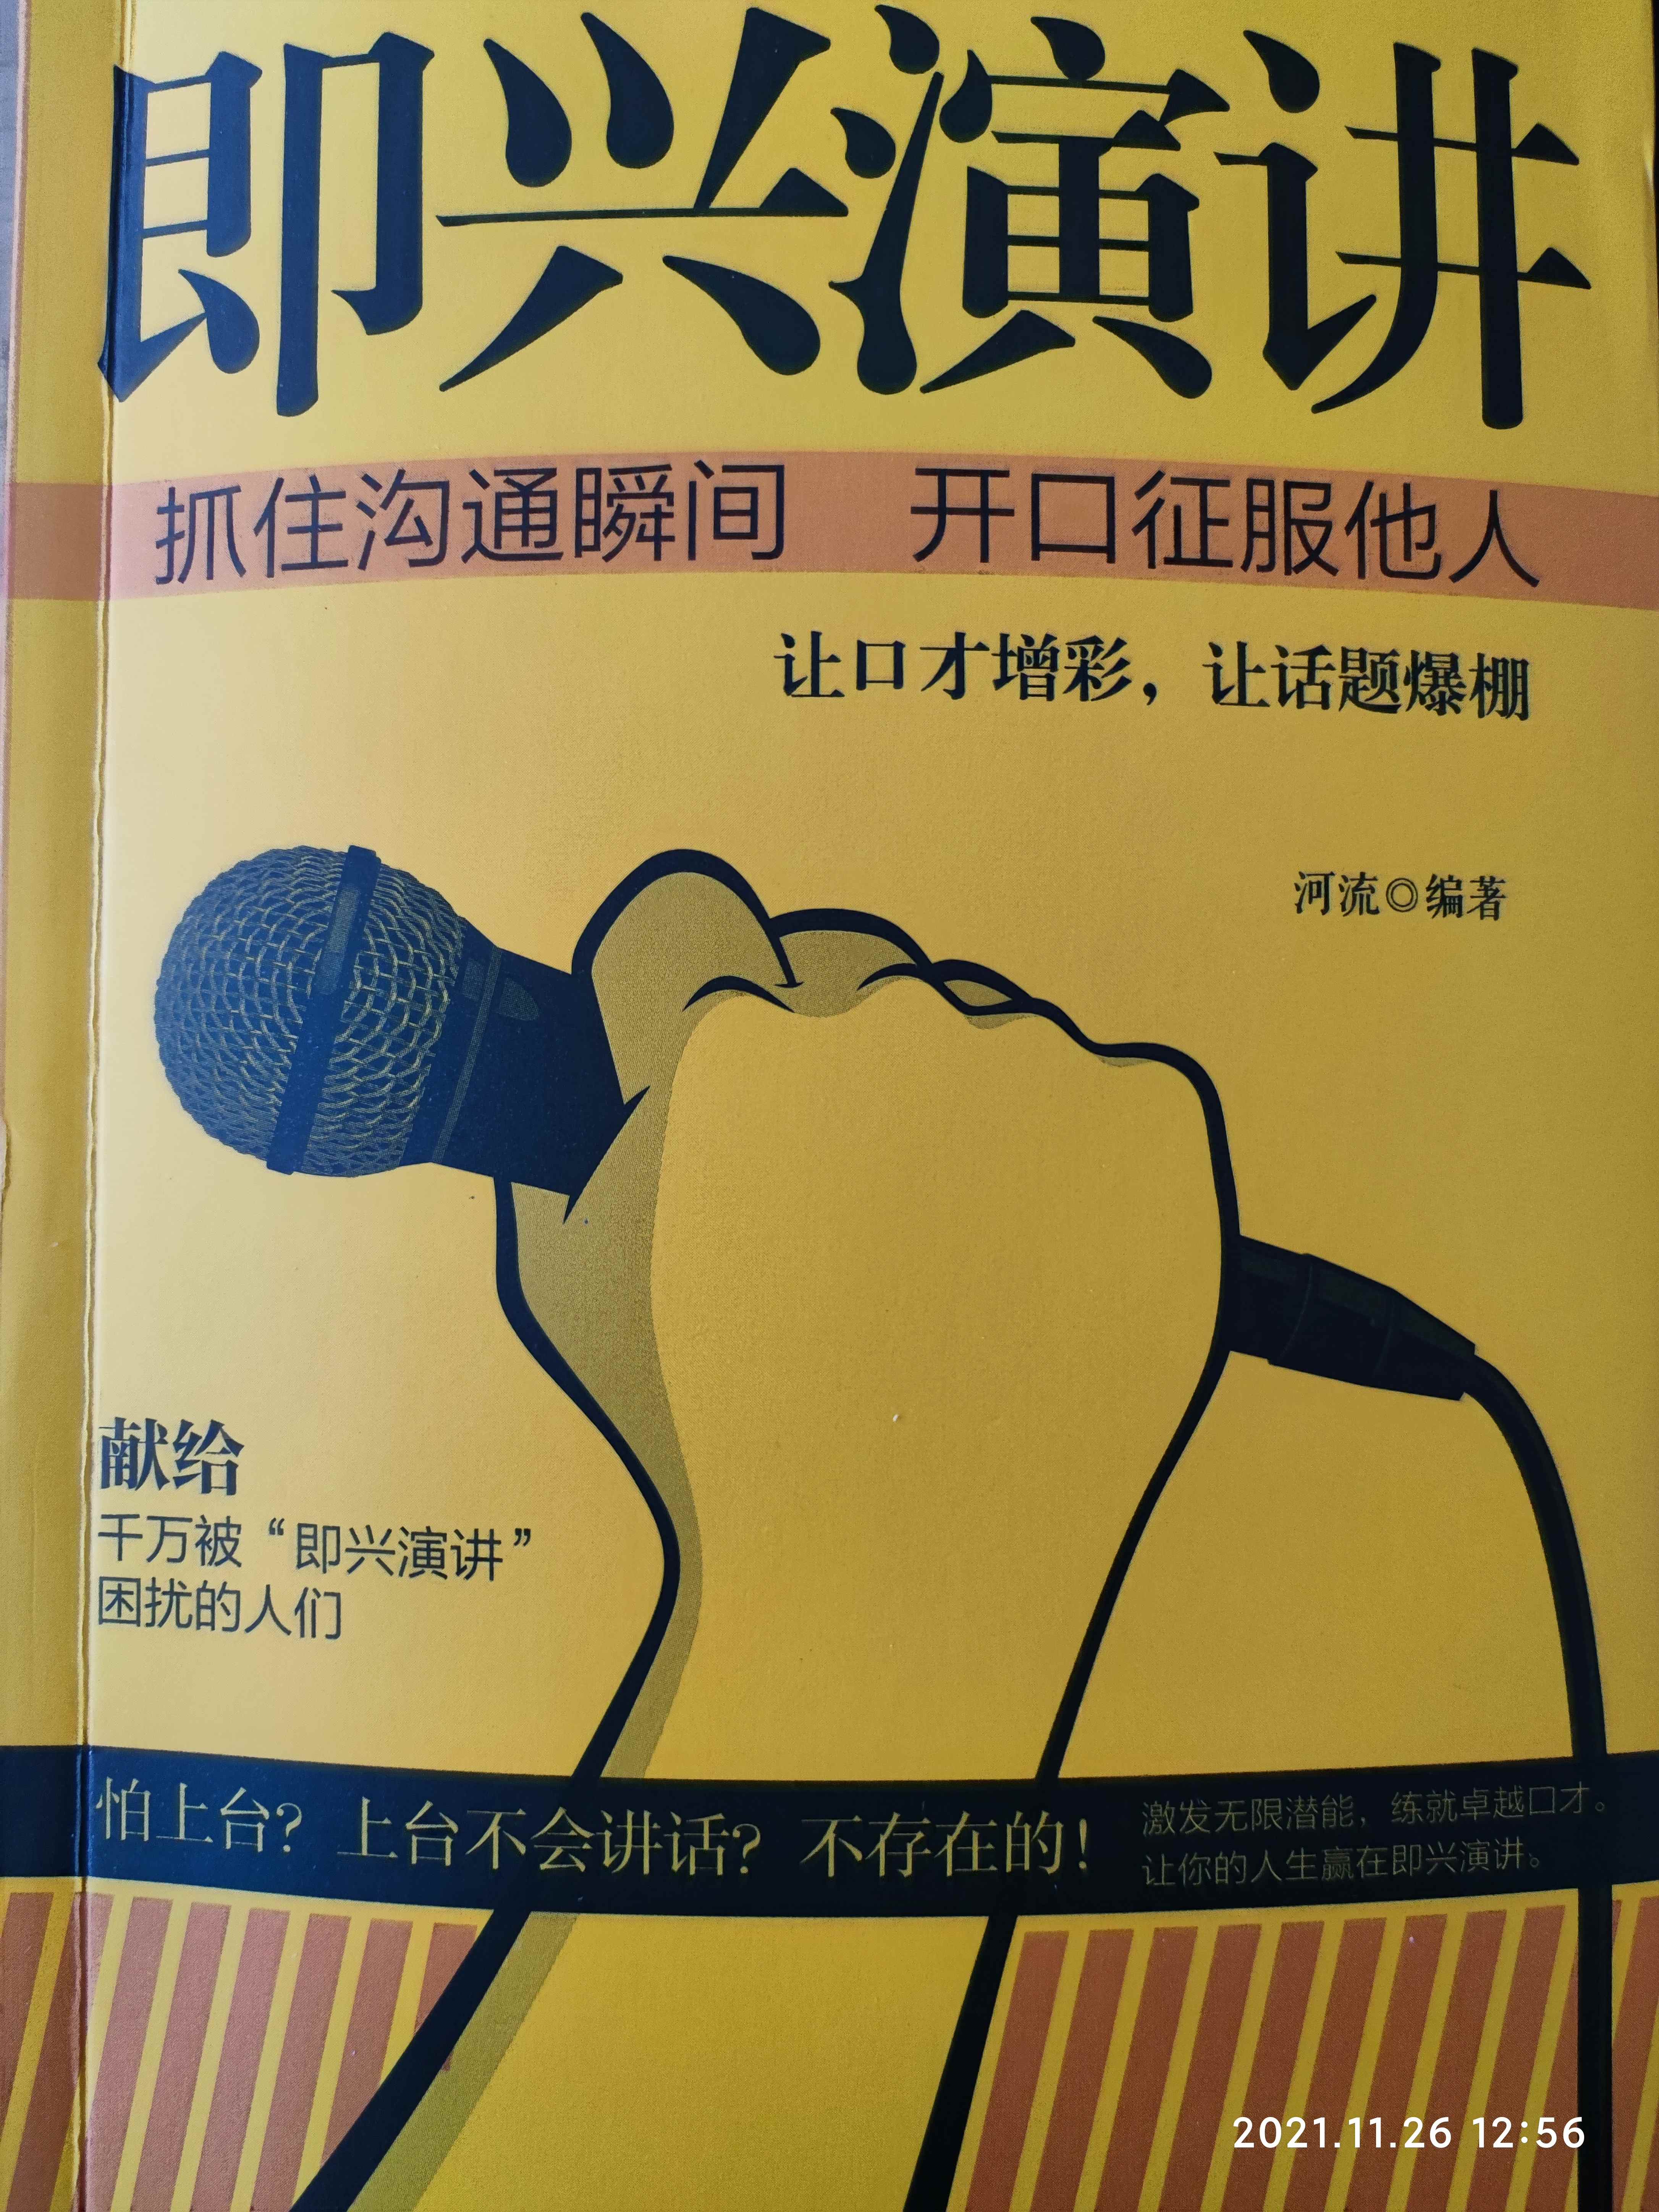 即兴演讲
抓住沟通瞬间 开口征服他人
让口才增彩，让话题爆棚
河流◎编著
献给
千万被“即兴演讲”
困扰的人们
怕上台？上台不会讲话？不存在的！
激发无限潜能，练就卓越口才。
让你的人生赢在即兴演讲。
2021.11.26 12:56